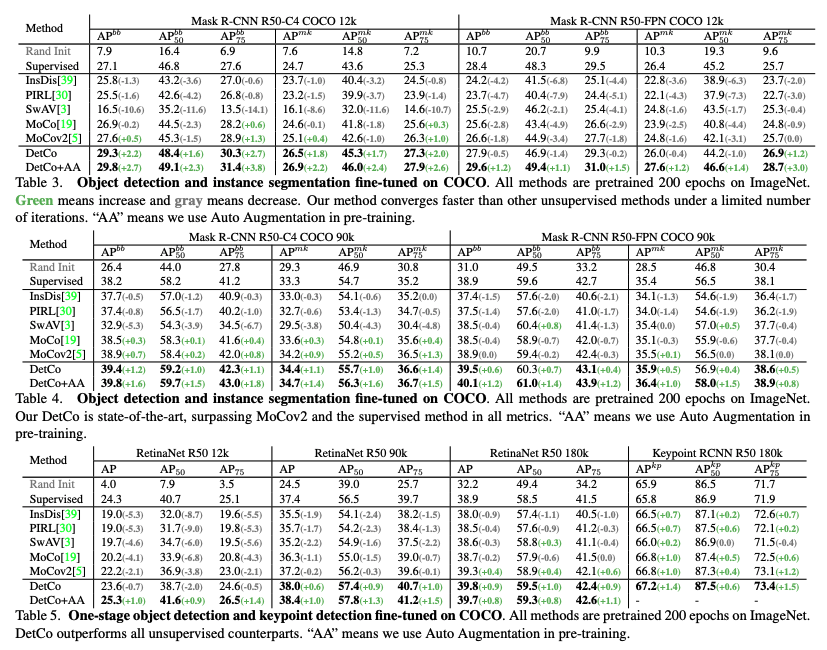 Method Mask R-CNN R50-C4 COCO 12k Mask R-CNN R50-FPN COCO 12k
AP^bb AP^bb_50 AP^bb_75 AP^mk AP^mk_50 AP^mk_75 AP^bb AP^bb_50 AP^bb_75 AP^mk AP^mk_50 AP^mk_75
Rand Init 7.9 16.4 6.9 7.6 14.8 7.2 10.7 20.7 9.9 10.3 19.3 9.6
Supervised 27.1 46.8 27.6 24.7 43.6 25.3 28.4 48.3 29.5 26.4 45.2 25.7
InsDis[39] 25.8(-1.3) 43.2(-3.6) 27.0(-0.6) 23.7(-1.0) 40.4(-3.2) 24.5(-0.8) 24.2(-4.2) 41.5(-6.8) 25.1(-4.4) 22.8(-3.6) 38.9(-6.3) 23.7(-2.0)
PIRL[30] 25.5(-1.6) 42.6(-4.2) 26.8(-0.8) 23.2(-1.5) 39.9(-3.7) 23.9(-1.4) 23.7(-4.7) 40.4(-7.9) 24.4(-5.1) 22.1(-4.3) 37.9(-7.3) 22.7(-3.0)
SwAV[3] 16.5(-10.6) 35.2(-11.6) 13.5(-14.1) 16.1(-8.6) 32.0(-11.6) 14.6(-10.7) 25.5(-2.9) 46.2(-2.1) 25.4(-4.1) 24.8(-1.6) 43.5(-1.7) 25.3(-0.4)
MoCo[19] 26.9(-0.2) 44.5(-2.3) 28.2(+0.6) 24.6(-0.1) 41.8(-1.8) 25.6(+0.3) 25.6(-2.8) 43.4(-4.9) 26.6(-2.9) 23.9(-2.5) 40.8(-4.4) 24.8(-0.9)
MoCov2[5] 27.6(+0.5) 45.3(-1.5) 28.9(+1.3) 25.1(+0.4) 42.6(-1.0) 26.3(+1.0) 26.6(-1.8) 44.9(-3.4) 27.7(-1.8) 24.8(-1.6) 42.1(-3.1) 25.7(0.0)
DetCo 29.3(+2.2) 48.4(+1.6) 30.3(+2.7) 26.5(+1.8) 45.3(+1.7) 27.3(+2.0) 27.9(-0.5) 46.9(-1.4) 29.3(-0.2) 26.0(-0.4) 44.2(-1.0) 26.9(+1.2)
DetCo+AA 29.8(+2.7) 49.1(+2.3) 31.4(+3.8) 26.9(+2.2) 46.0(+2.4) 27.9(+2.6) 29.6(+1.2) 49.4(+1.1) 31.0(+1.5) 27.6(+1.2) 46.6(+1.4) 28.7(+3.0)
Table 3. Object detection and instance segmentation fine-tuned on COCO. All methods are pretrained 200 epochs on ImageNet.
Green means increase and gray means decrease. Our method converges faster than other unsupervised methods under a limited number
of iterations. “AA” means we use Auto Augmentation in pre-training.
Method Mask R-CNN R50-C4 COCO 90k Mask R-CNN R50-FPN COCO 90k
AP^bb AP^bb_50 AP^bb_75 AP^mk AP^mk_50 AP^mk_75 AP^bb AP^bb_50 AP^bb_75 AP^mk AP^mk_50 AP^mk_75
Rand Init 26.4 44.0 27.8 29.3 46.9 30.8 31.0 49.5 33.2 28.5 46.8 30.4
Supervised 38.2 58.2 41.2 33.3 54.7 35.2 38.9 59.6 42.7 35.4 56.5 38.1
InsDis[39] 37.7(-0.5) 57.0(-1.2) 40.9(-0.3) 33.0(-0.3) 54.1(-0.6) 35.2(0.0) 37.4(-1.5) 57.6(-2.0) 40.6(-2.1) 34.1(-1.3) 54.6(-1.9) 36.4(-1.7)
PIRL[30] 37.4(-0.8) 56.5(-1.7) 40.2(-1.0) 32.7(-0.6) 53.4(-1.3) 34.7(-0.5) 37.5(-1.4) 57.6(-2.0) 41.0(-1.7) 34.0(-1.4) 54.6(-1.9) 36.2(-1.9)
SwAV[3] 32.9(-5.3) 54.3(-3.9) 34.5(-6.7) 29.5(-3.8) 50.4(-4.3) 30.4(-4.8) 38.5(-0.4) 60.4(+0.8) 41.4(-1.3) 35.4(0.0) 57.0(+0.5) 37.7(-0.4)
MoCo[19] 38.5(+0.3) 58.3(+0.1) 41.6(+0.4) 33.6(+0.3) 54.8(+0.1) 35.6(+0.4) 38.5(-0.4) 58.9(-0.7) 42.0(-0.7) 35.1(-0.3) 55.9(-0.6) 37.7(-0.4)
MoCov2[5] 38.9(+0.7) 58.4(+0.2) 42.0(+0.8) 34.2(+0.9) 55.2(+0.5) 36.5(+1.3) 38.9(0.0) 59.4(-0.2) 42.4(-0.3) 35.5(+0.1) 56.5(0.0) 38.1(0.0)
DetCo 39.4(+1.2) 59.2(+1.0) 42.3(+1.1) 34.4(+1.1) 55.7(+1.0) 36.6(+1.4) 39.5(+0.6) 60.3(+0.7) 43.1(+0.4) 35.9(+0.5) 56.9(+0.4) 38.6(+0.5)
DetCo+AA 39.8(+1.6) 59.7(+1.5) 43.0(+1.8) 34.7(+1.4) 56.3(+1.6) 36.7(+1.5) 40.1(+1.2) 61.0(+1.4) 43.9(+1.2) 36.4(+1.0) 58.0(+1.5) 38.9(+0.8)
Table 4. Object detection and instance segmentation fine-tuned on COCO. All methods are pretrained 200 epochs on ImageNet.
Our DetCo is state-of-the-art, surpassing MoCov2 and the supervised method in all metrics. “AA” means we use Auto Augmentation in
pre-training.
Method RetinaNet R50 12k RetinaNet R50 90k RetinaNet R50 180k Keypoint RCNN R50 180k
AP AP_50 AP_75 AP AP_50 AP_75 AP AP_50 AP_75 AP^kp AP^kp_50 AP^kp_75
Rand Init 4.0 7.9 3.5 24.5 39.0 25.7 32.2 49.4 34.2 65.9 86.5 71.7
Supervised 24.3 40.7 25.1 37.4 56.5 39.7 38.9 58.5 41.5 65.8 86.9 71.9
InsDis[39] 19.0(-5.3) 32.0(-8.7) 19.6(-5.5) 35.5(-1.9) 54.1(-2.4) 38.2(-1.5) 38.0(-0.9) 57.4(-1.1) 40.5(-1.0) 66.5(+0.7) 87.1(+0.2) 72.6(+0.7)
PIRL[30] 19.0(-5.3) 31.7(-9.0) 19.8(-5.3) 35.7(-1.7) 54.2(-2.3) 38.4(-1.3) 38.5(-0.4) 57.6(-0.9) 41.2(-0.3) 66.5(+0.7) 87.5(+0.6) 72.1(+0.2)
SwAV[3] 19.7(-4.6) 34.7(-6.0) 19.5(-5.6) 35.2(-2.2) 54.9(-1.6) 37.5(-2.2) 38.6(-0.3) 58.8(+0.3) 41.1(-0.4) 66.0(+0.2) 86.9(0.0) 71.5(-0.4)
MoCo[19] 20.2(-4.1) 33.9(-6.8) 20.8(-4.3) 36.3(-1.1) 55.0(-1.5) 39.0(-0.7) 38.7(-0.2) 57.9(-0.6) 41.5(0.0) 66.8(+1.0) 87.4(+0.5) 72.5(+0.6)
MoCov2[5] 22.2(-2.1) 36.9(-3.8) 23.0(-2.1) 37.2(-0.2) 56.2(-0.3) 39.6(-0.1) 39.3(+0.4) 58.9(+0.4) 42.1(+0.6) 66.8(+1.0) 87.3(+0.4) 73.1(+1.2)
DetCo 23.6(-0.7) 38.7(-2.0) 24.6(-0.5) 38.0(+0.6) 57.4(+0.9) 40.7(+1.0) 39.8(+0.9) 59.5(+1.0) 42.4(+0.9) 67.2(+1.4) 87.5(+0.6) 73.4(+1.5)
DetCo+AA 25.3(+1.0) 41.6(+0.9) 26.5(+1.4) 38.4(+1.0) 57.8(+1.3) 41.2(+1.5) 39.7(+0.8) 59.3(+0.8) 42.6(+1.1) - - -
Table 5. One-stage object detection and keypoint detection fine-tuned on COCO. All methods are pretrained 200 epochs on ImageNet.
DetCo outperforms all unsupervised counterparts. “AA” means we use Auto Augmentation in pre-training.